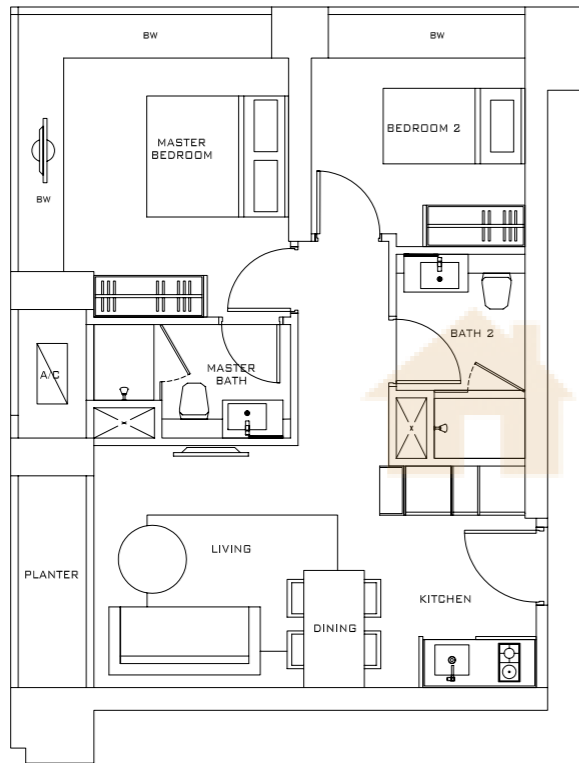 BW
BW
MASTER
BEDROOM
BEDROOM 2
BW
A/C
MASTER
BATH
BATH 2
LIVING
PLANTER
KITCHEN
DINING